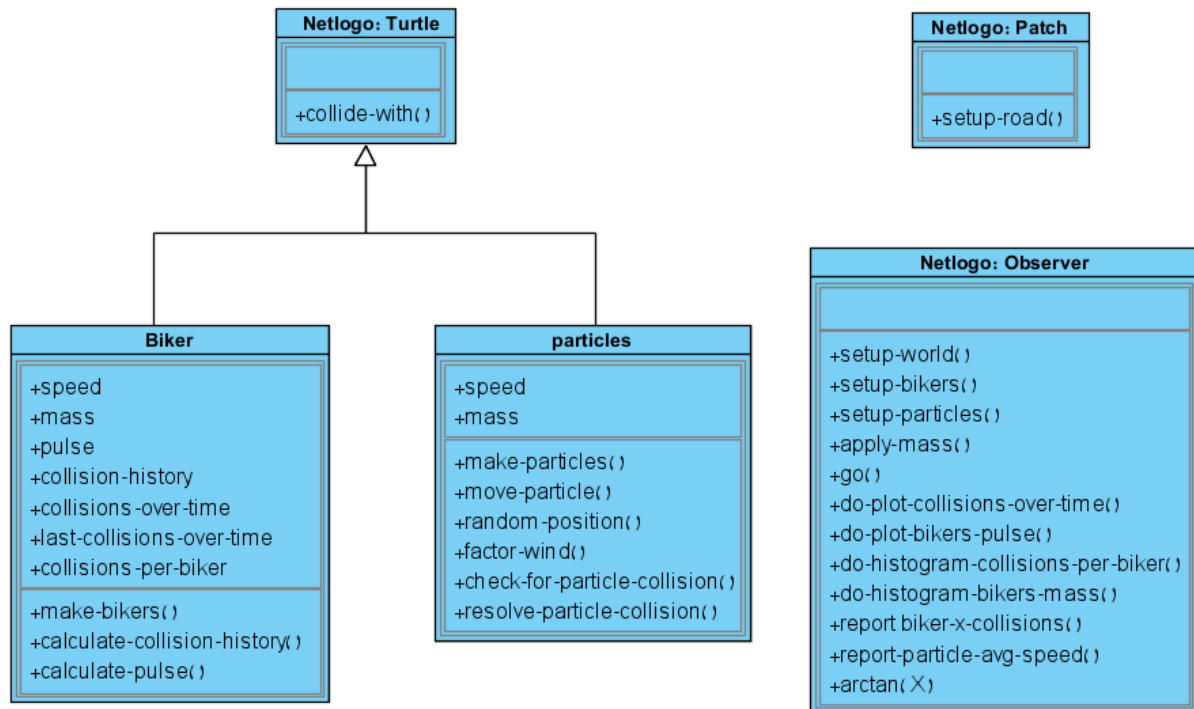 Netlogo: Turtle
+collide-with()
Netlogo: Patch
+setup-road()
Biker
+speed
+mass
+pulse
+collision-history
+collisions-over-time
+last-collisions-over-time
+collisions-per-biker
+make-bikers()
+calculate-collision-history()
+calculate-pulse()
particles
+speed
+mass
+make-particles()
+move-particle()
+random-position()
+factor-wind()
+check-for-particle-collision()
+resolve-particle-collision()
Netlogo: Observer
+setup-world()
+setup-bikers()
+setup-particles()
+apply-mass()
+go()
+do-plot-collisions-over-time()
+do-plot-bikers-pulse()
+do-histogram-collisions-per-biker()
+do-histogram-bikers-mass()
+report biker-x-collisions()
+report-particle-avg-speed()
+arctan(X)